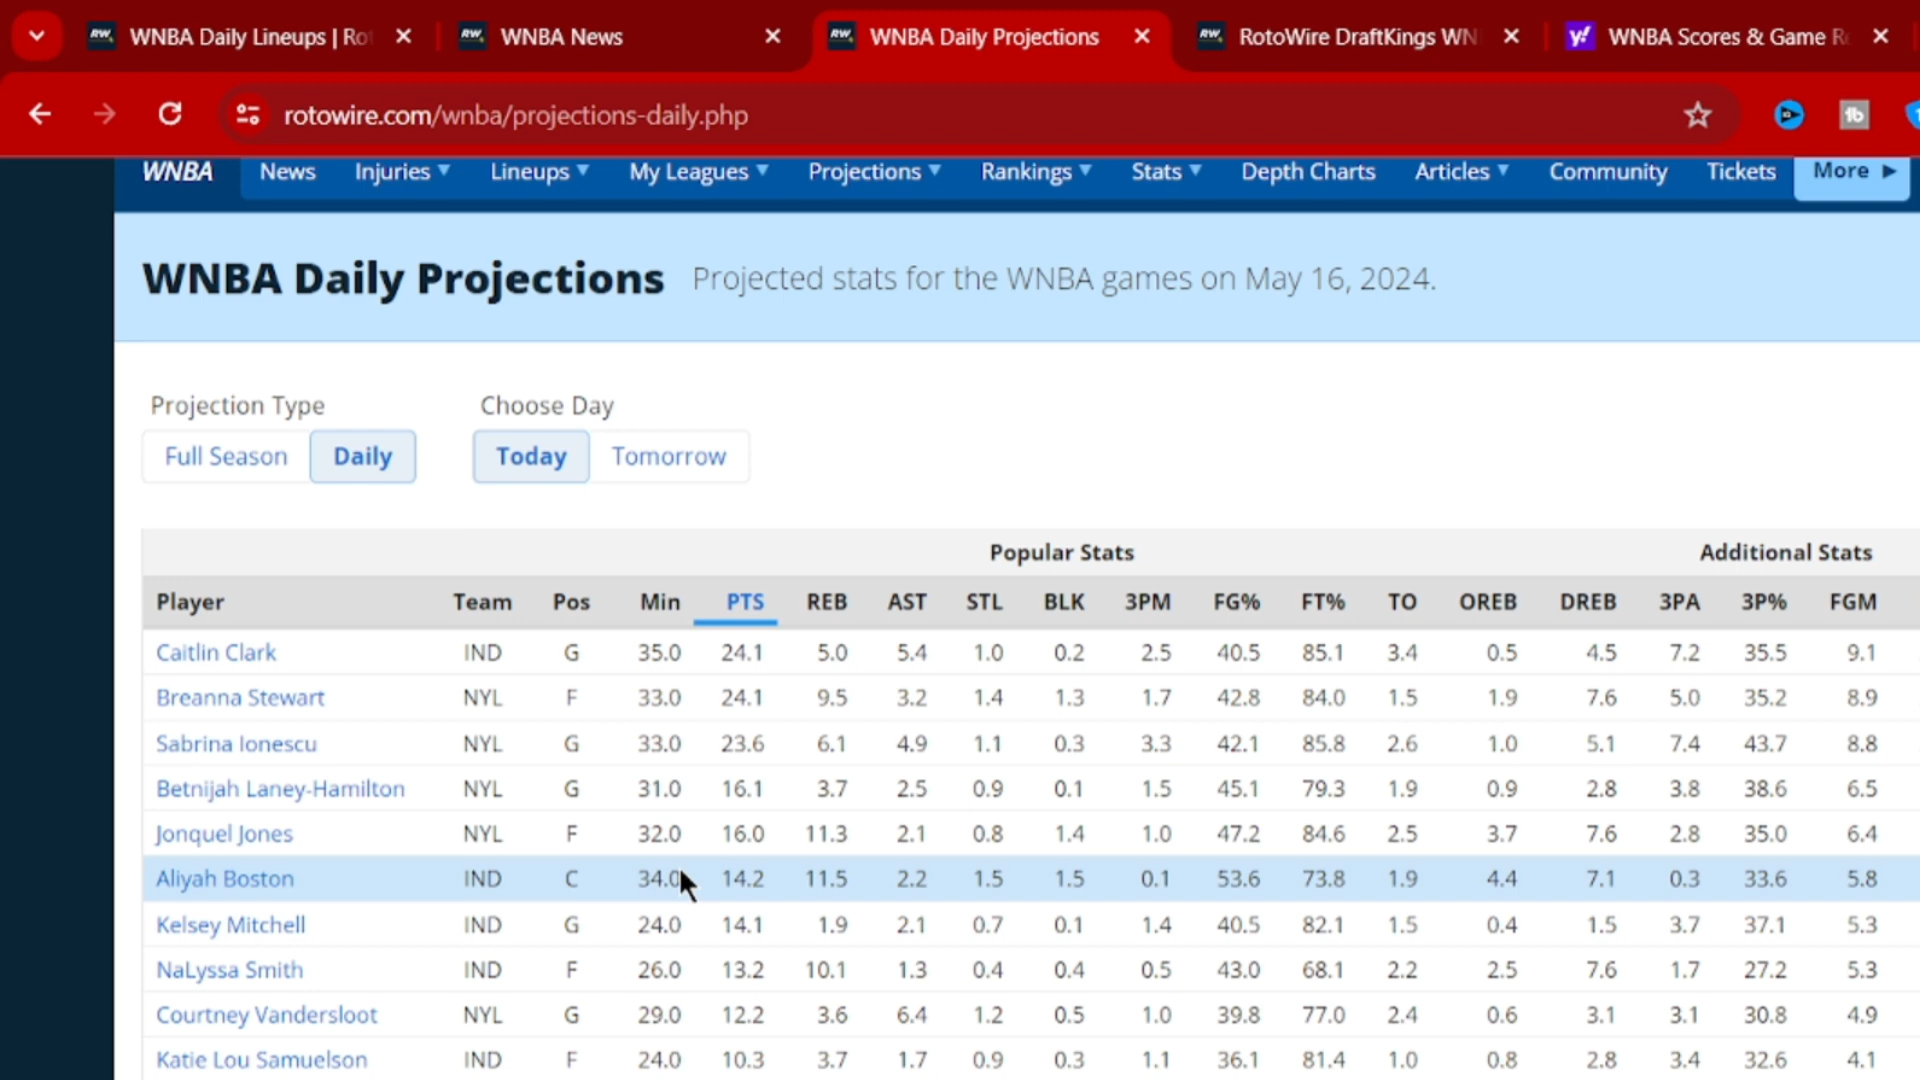 WNBA Daily Lineups | Rot WNBA News WNBA Daily Projections RotoWire DraftKings WN WNBA Scores & Game Re
rotowire.com/wnba/projections-daily.php
WNBA News Injuries Lineups My Leagues Projections Rankings Stats Depth Charts Articles Community Tickets More
WNBA Daily Projections Projected stats for the WNBA games on May 16, 2024.
Projection Type Choose Day
Full Season Daily Today Tomorrow
Popular Stats Additional Stats
Player Team Pos Min PTS REB AST STL BLK 3PM FG% FT% TO OREB DREB 3PA 3P% FGM
Caitlin Clark IND G 35.0 24.1 5.0 5.4 1.0 0.2 2.5 40.5 85.1 3.4 0.5 4.5 7.2 35.5 9.1
Breanna Stewart NYL F 33.0 24.1 9.5 3.2 1.4 1.3 1.7 42.8 84.0 1.5 1.9 7.6 5.0 35.2 8.9
Sabrina Ionescu NYL G 33.0 23.6 6.1 4.9 1.1 0.3 3.3 42.1 85.8 2.6 1.0 5.1 7.4 43.7 8.8
Betnijah Laney-Hamilton NYL G 31.0 16.1 3.7 2.5 0.9 0.1 1.5 45.1 79.3 1.9 0.9 2.8 3.8 38.6 6.5
Jonquel Jones NYL F 32.0 16.0 11.3 2.1 0.8 1.4 1.0 47.2 84.6 2.5 3.7 7.6 2.8 35.0 6.4
Aliyah Boston IND C 34.0 14.2 11.5 2.2 1.5 1.5 0.1 53.6 73.8 1.9 4.4 7.1 0.3 33.6 5.8
Kelsey Mitchell IND G 24.0 14.1 1.9 2.1 0.7 0.1 1.4 40.5 82.1 1.5 0.4 1.5 3.7 37.1 5.3
NaLyssa Smith IND F 26.0 13.2 10.1 1.3 0.4 0.4 0.5 43.0 68.1 2.2 2.5 7.6 1.7 27.2 5.3
Courtney Vandersloot NYL G 29.0 12.2 3.6 6.4 1.2 0.5 1.0 39.8 77.0 2.4 0.6 3.1 3.1 30.8 4.9
Katie Lou Samuelson IND F 24.0 10.3 3.7 1.7 0.9 0.3 1.1 36.1 81.4 1.0 0.8 2.8 3.4 32.6 4.1